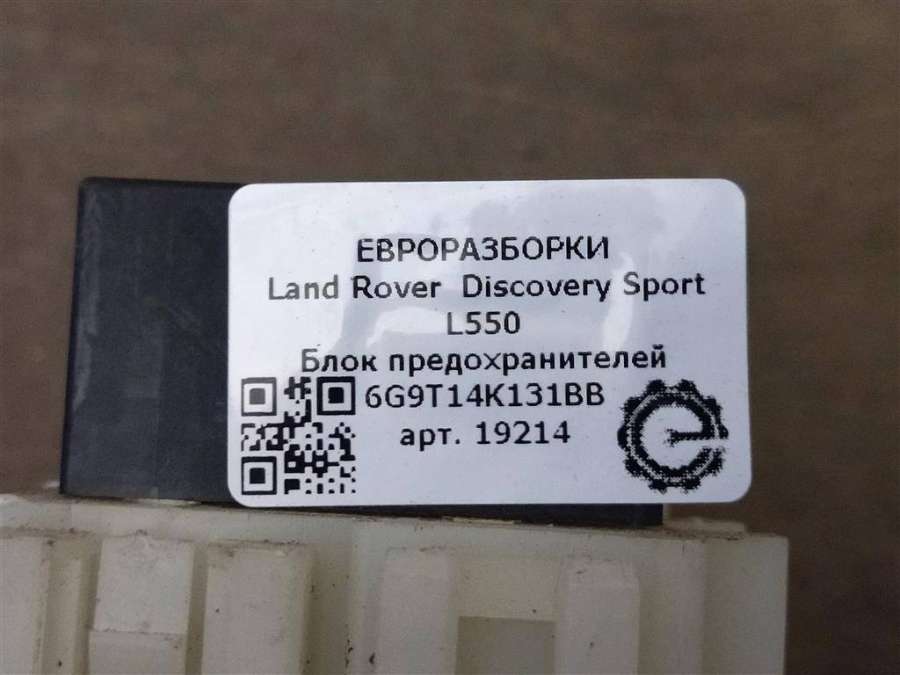 ЕВРОРАЗБОРКИ
Land Rover Discovery Sport
L550
Блок предохранителей
6G9T14K131BB
арт. 19214